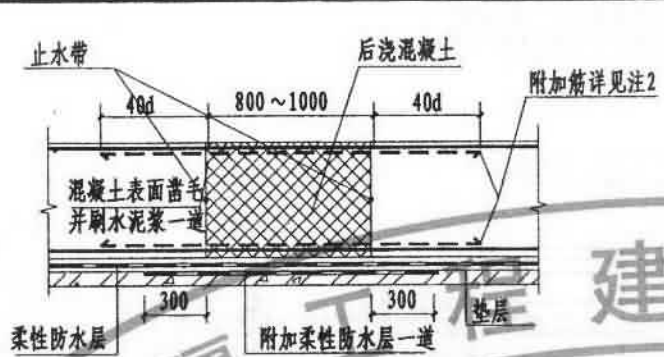 止水带
后浇混凝土
附加筋详见注2
40d
800～1000
40d
混凝土表面凿毛
并刷水泥浆一道
300
300
柔性防水层
附加柔性防水层一道
垫层
工程建